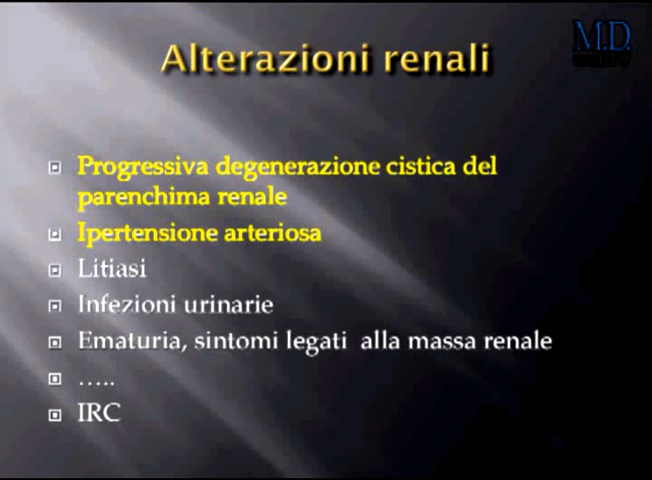 M.D.
Alterazioni renali
Progressiva degenerazione cistica del
parenchima renale
Ipertensione arteriosa
Litiasi
Infezioni urinarie
Ematuria, sintomi legati alla massa renale
.....
IRC